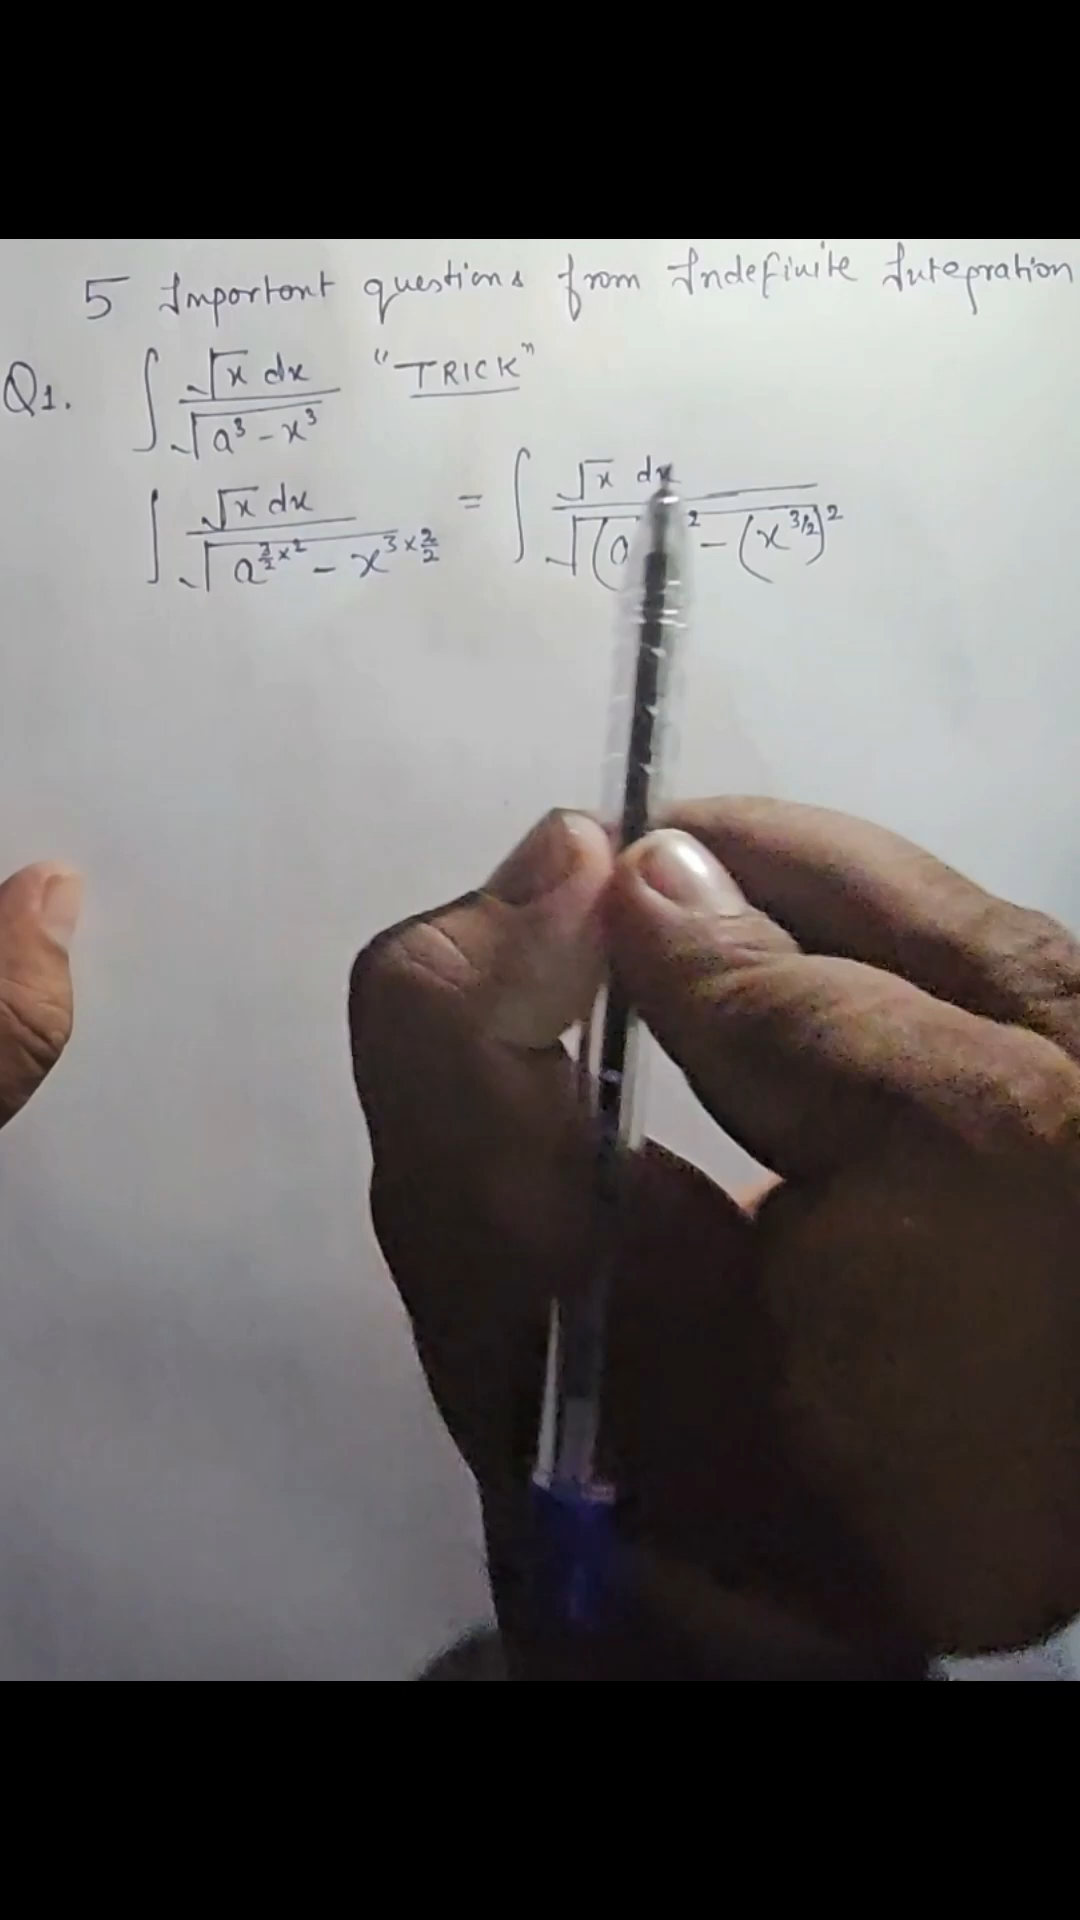 5 Important questions from Indefinite Integration
Q1. ∫ √x dx / √(a³ - x³) "TRICK"
∫ √x dx / √(a^(3/2 × 2) - x^(3 × 2/2)) = ∫ √x dx / √((a )² - (x^(3/2))²)